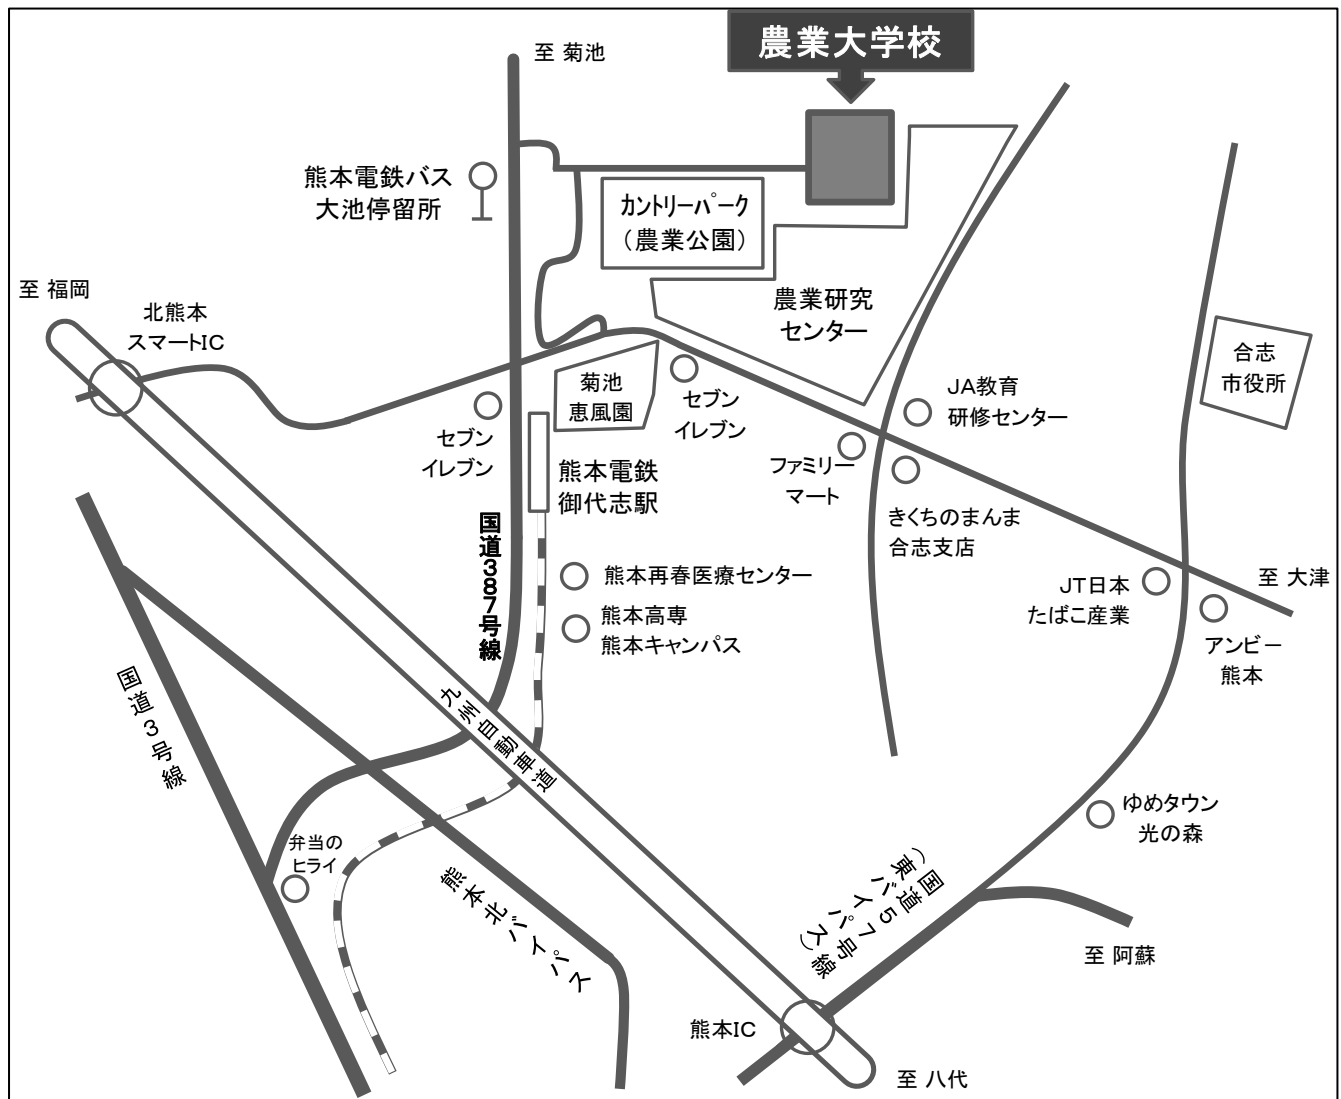 至 菊池
農業大学校
熊本電鉄バス
大池停留所
カントリーパーク
（農業公園）
至 福岡
北熊本
スマートIC
農業研究
センター
合志
市役所
菊池
恵風園
セブン
イレブン
セブン
イレブン
JA教育
研修センター
ファミリー
マート
熊本電鉄
御代志駅
きくちのまんま
合志支店
国道387号線
熊本再春医療センター
熊本高専
熊本キャンパス
JT日本
たばこ産業
至 大津
アンビー
熊本
国道3号線
九州自動車道
ゆめタウン
光の森
弁当の
ヒライ
熊本北バイパス
国道57号線
（東バイパス）
至 阿蘇
熊本IC
至 八代